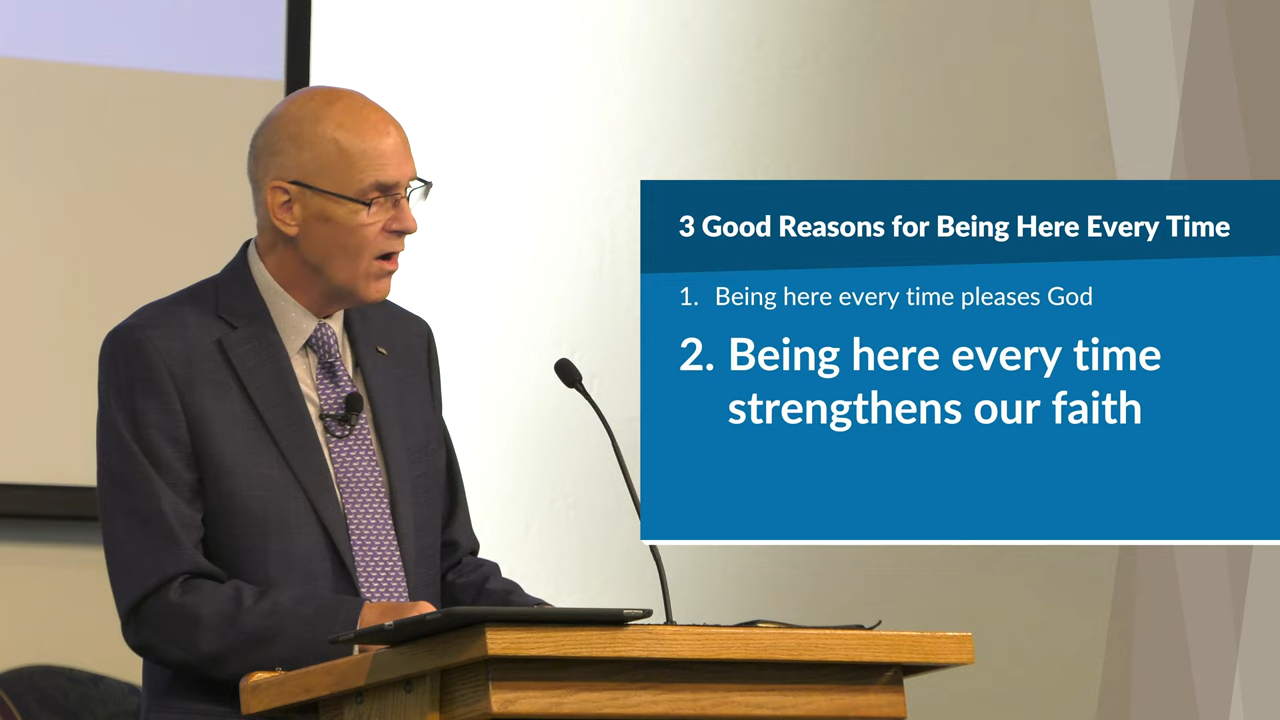 3 Good Reasons for Being Here Every Time
1. Being here every time pleases God
2. Being here every time
strengthens our faith